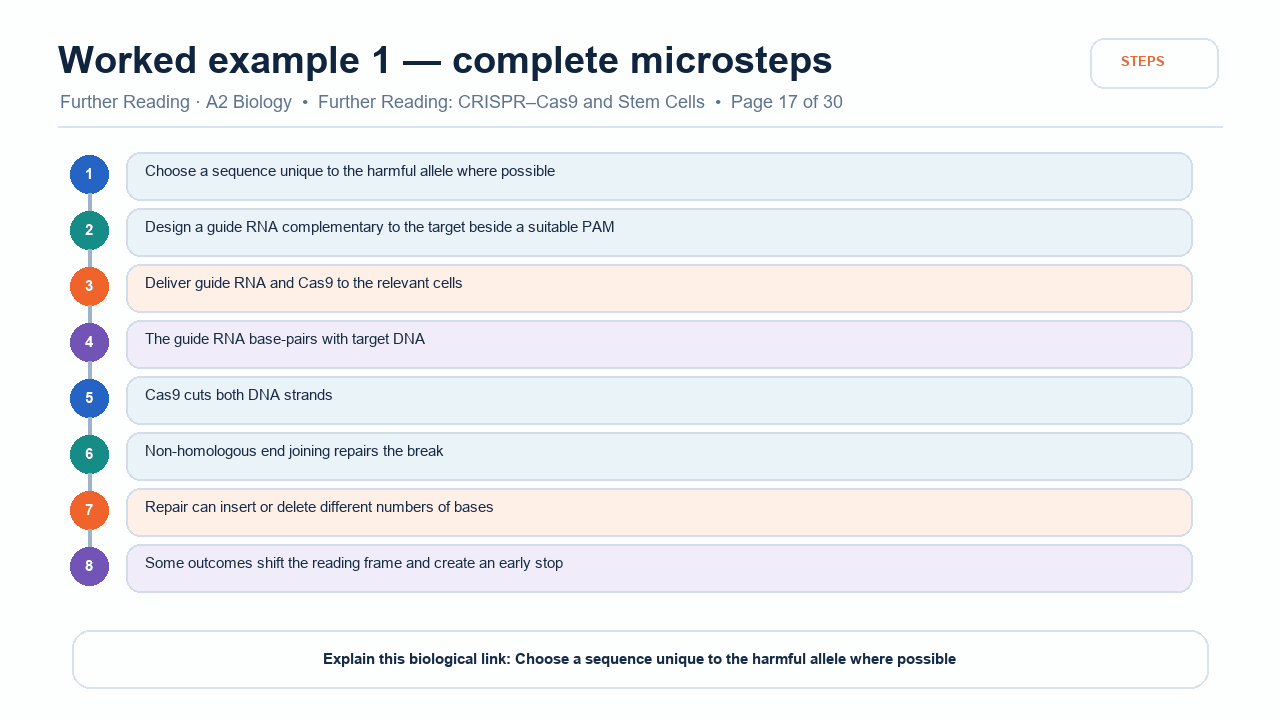 Worked example 1 — complete microsteps
STEPS
Further Reading · A2 Biology • Further Reading: CRISPR–Cas9 and Stem Cells • Page 17 of 30
1 Choose a sequence unique to the harmful allele where possible
2 Design a guide RNA complementary to the target beside a suitable PAM
3 Deliver guide RNA and Cas9 to the relevant cells
4 The guide RNA base-pairs with target DNA
5 Cas9 cuts both DNA strands
6 Non-homologous end joining repairs the break
7 Repair can insert or delete different numbers of bases
8 Some outcomes shift the reading frame and create an early stop
Explain this biological link: Choose a sequence unique to the harmful allele where possible